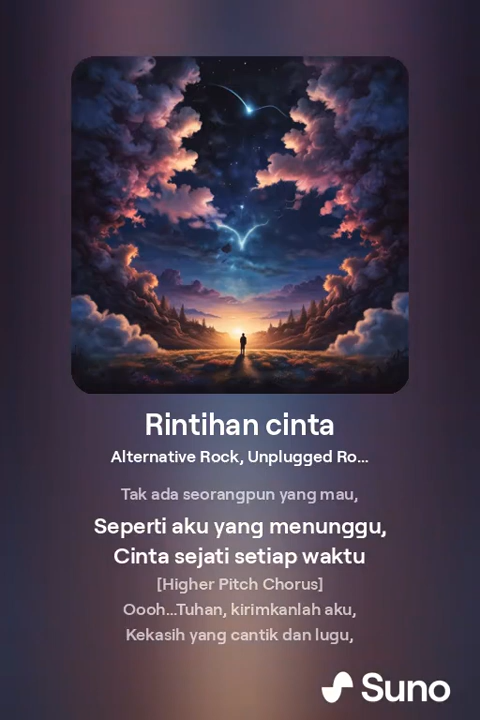 Rintihan cinta
Alternative Rock, Unplugged Ro...
Tak ada seorangpun yang mau,
Seperti aku yang menunggu,
Cinta sejati setiap waktu
[Higher Pitch Chorus]
Oooh...Tuhan, kirimkanlah aku,
Kekasih yang cantik dan lugu,
Suno